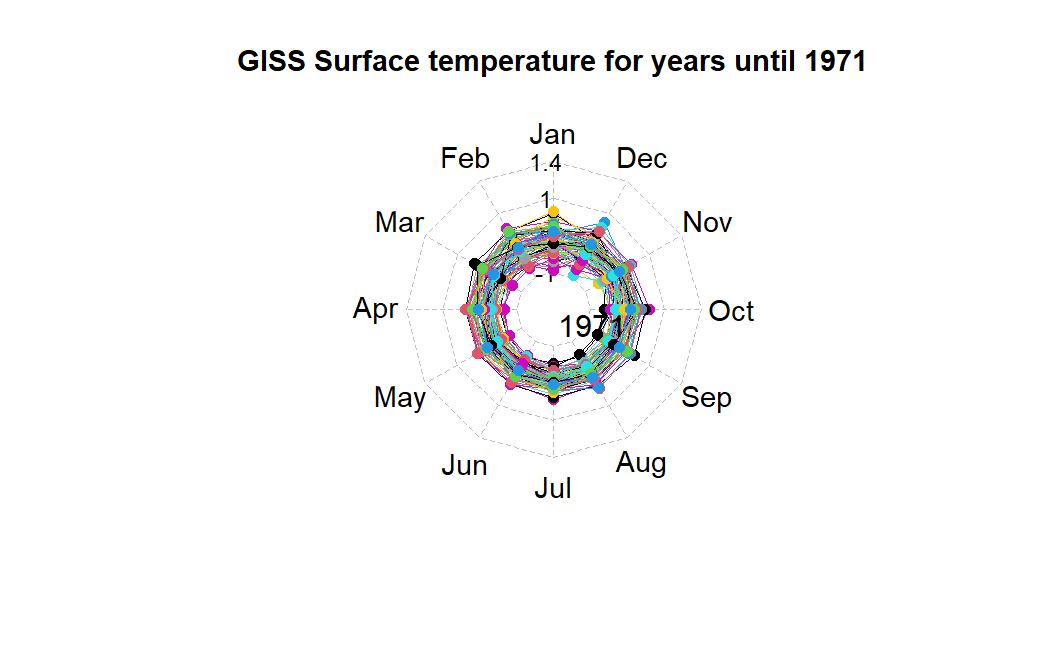 GISS Surface temperature for years until 1971
Jan
1.4
Feb
Dec
1
Mar
Nov
-1
Apr
Oct
1971
May
Sep
Jun
Aug
Jul